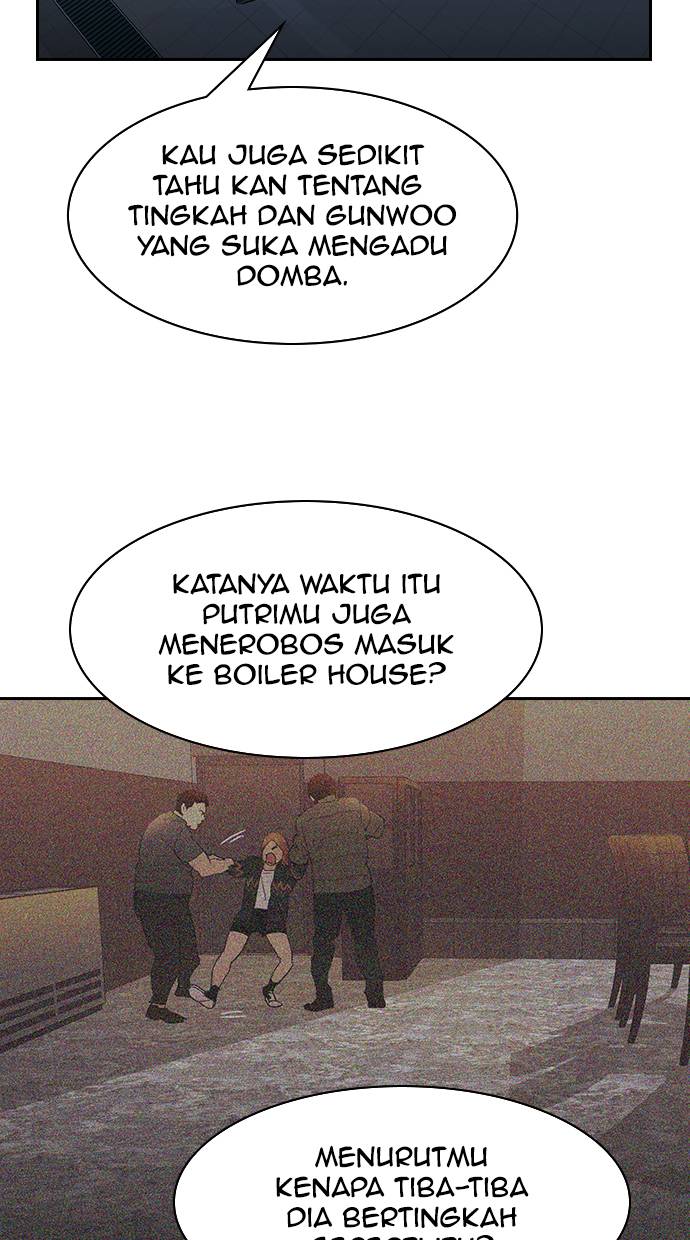 KAU JUGA SEDIKIT
TAHU KAN TENTANG
TINGKAH DAN GUNWOO
YANG SUKA MENGADU
DOMBA.
KATANYA WAKTU ITU
PUTRIMU JUGA
MENEROBOS MASUK
KE BOILER HOUSE?
MENURUTMU
KENAPA TIBA-TIBA
DIA BERTINGKAH